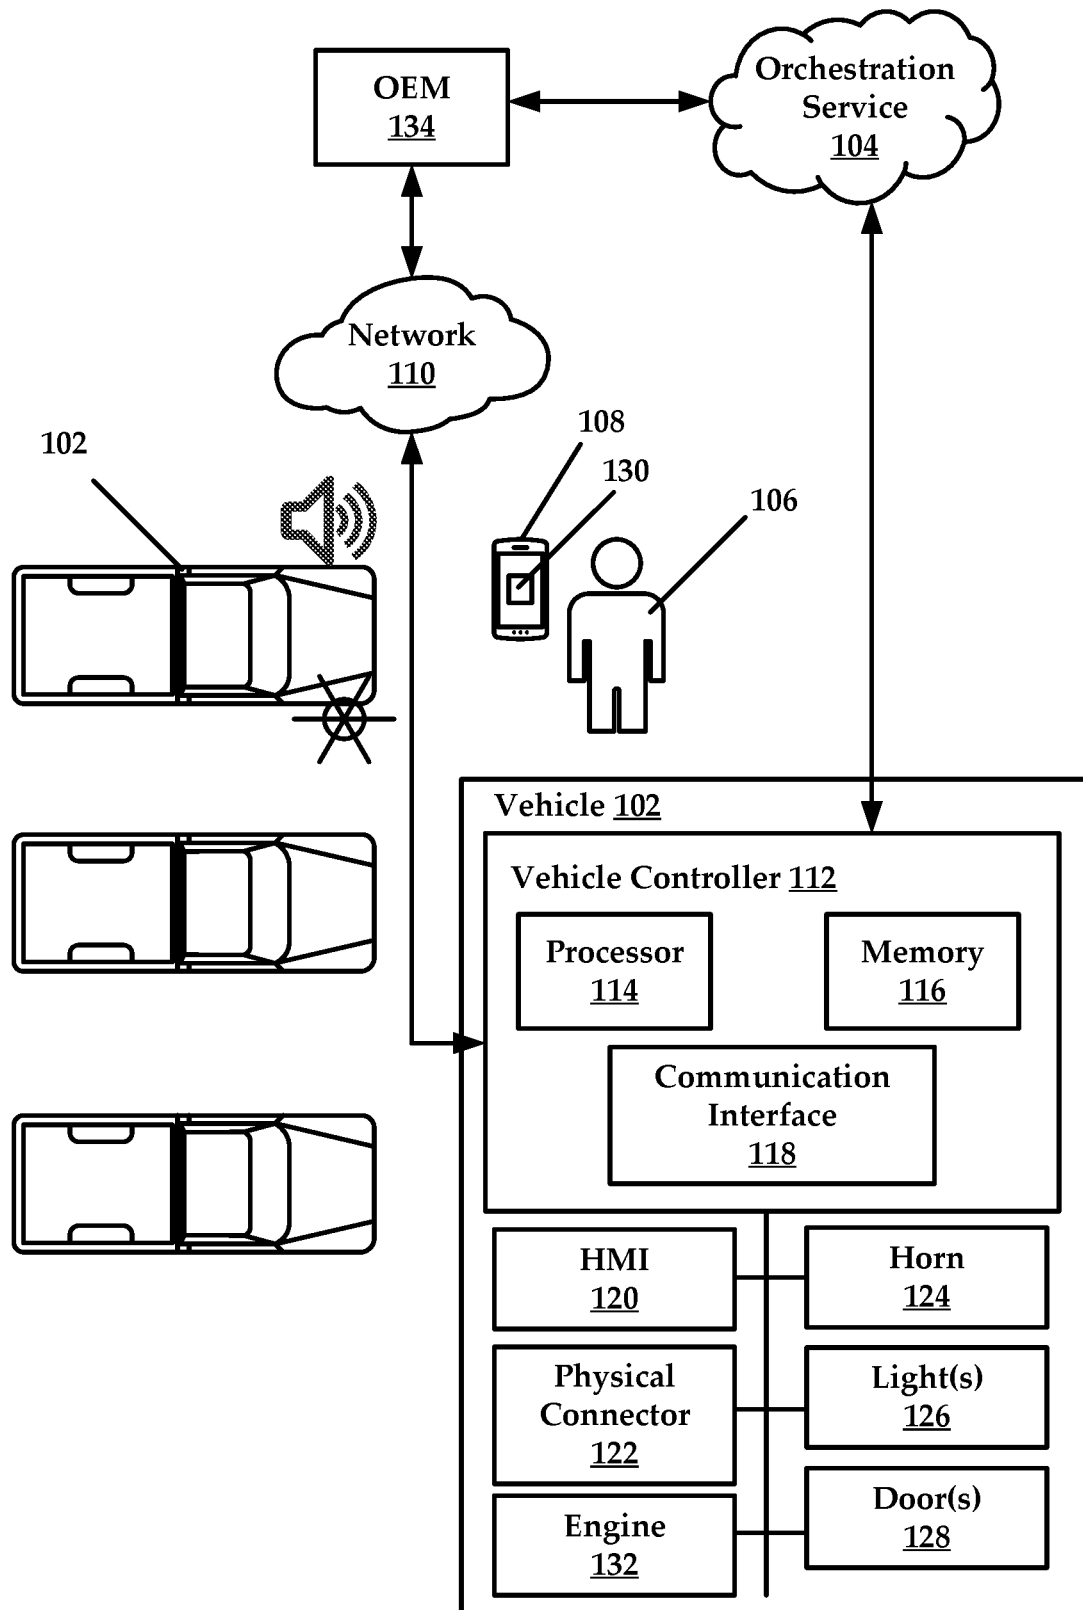 OEM
134
Orchestration
Service
104
Network
110
102
108
130
106
Vehicle 102
Vehicle Controller 112
Processor
114
Memory
116
Communication
Interface
118
HMI
120
Horn
124
Physical
Connector
122
Light(s)
126
Engine
132
Door(s)
128